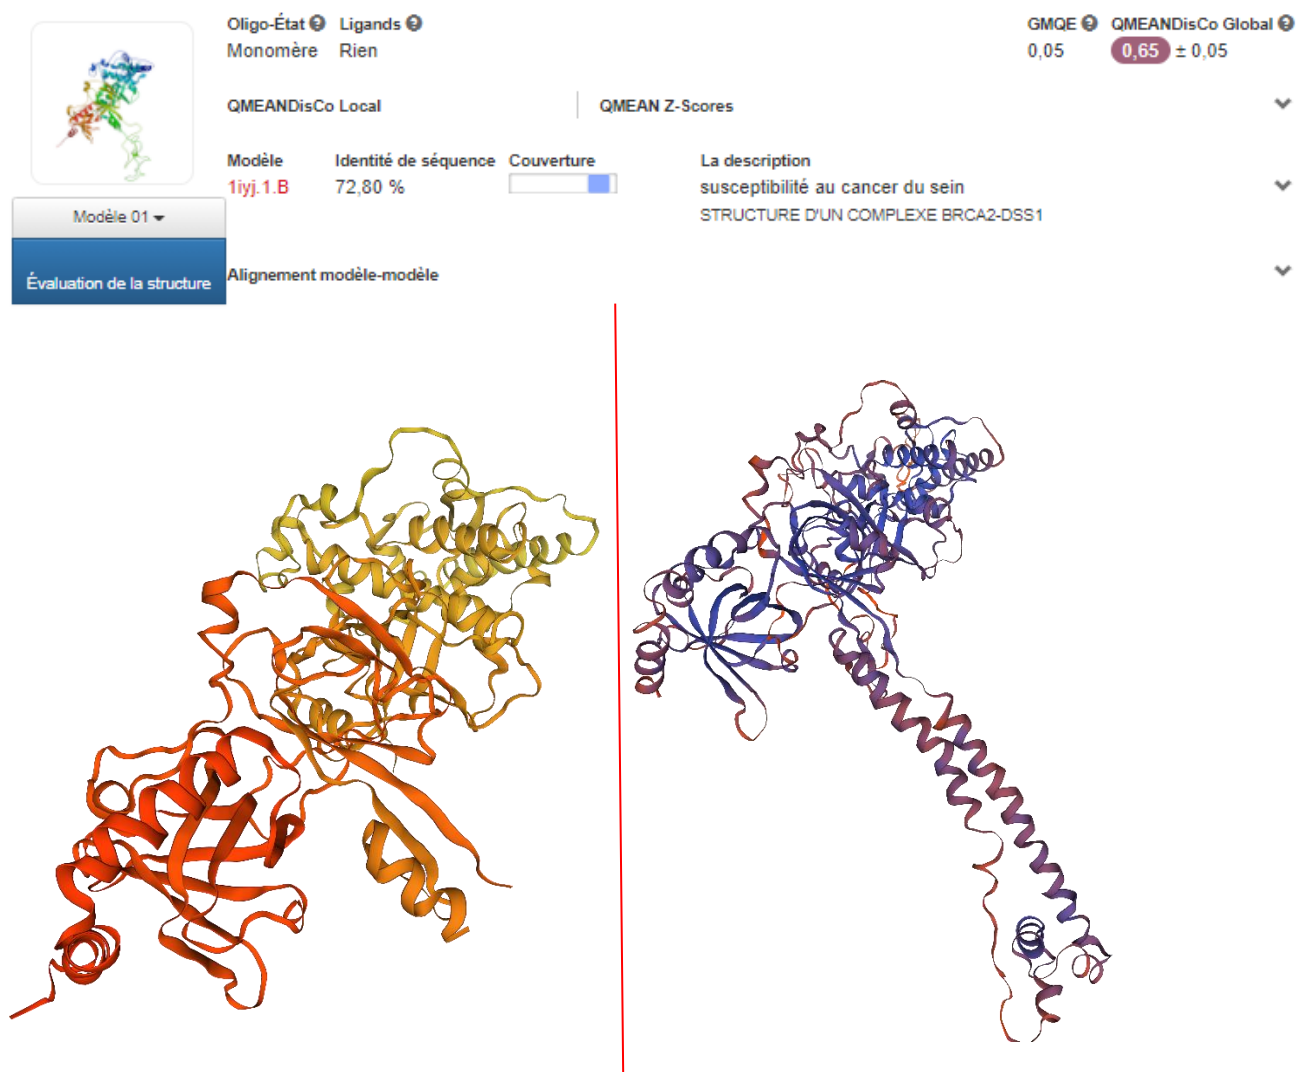 Oligo-État Ligands
Monomère Rien
GMQE QMEANDisCo Global
0,05 0,65 ± 0,05
QMEANDisCo Local QMEAN Z-Scores
Modèle Identité de séquence Couverture La description
1iyj.1.B 72,80 % susceptibilité au cancer du sein
STRUCTURE D'UN COMPLEXE BRCA2-DSS1
Modèle 01
Évaluation de la structure
Alignement modèle-modèle